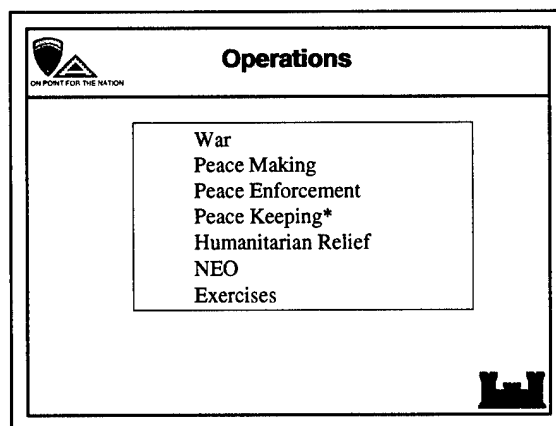 Operations
ON POINT FOR THE NATION
War
Peace Making
Peace Enforcement
Peace Keeping*
Humanitarian Relief
NEO
Exercises